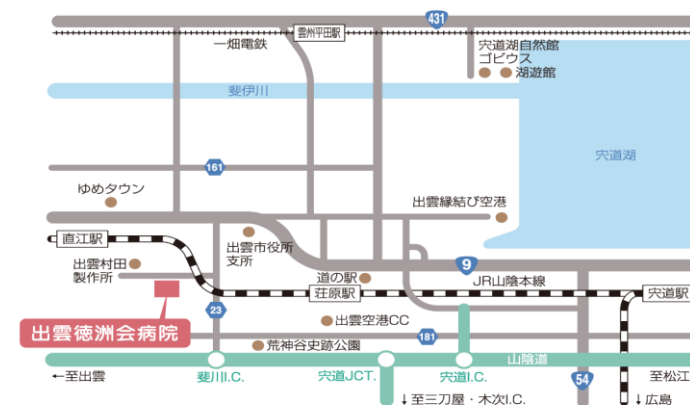 431
雲州平田駅
一畑電鉄
宍道湖自然館
ゴビウス
湖遊館
斐伊川
宍道湖
161
ゆめタウン
出雲縁結び空港
直江駅
出雲市役所
支所
出雲村田
製作所
9
道の駅
JR山陰本線
荘原駅
宍道駅
23
出雲空港CC
出雲徳洲会病院
181
荒神谷史跡公園
山陰道
斐川I.C.
宍道JCT.
宍道I.C.
54
←至出雲
至松江
↓至三刀屋・木次I.C.
↓広島